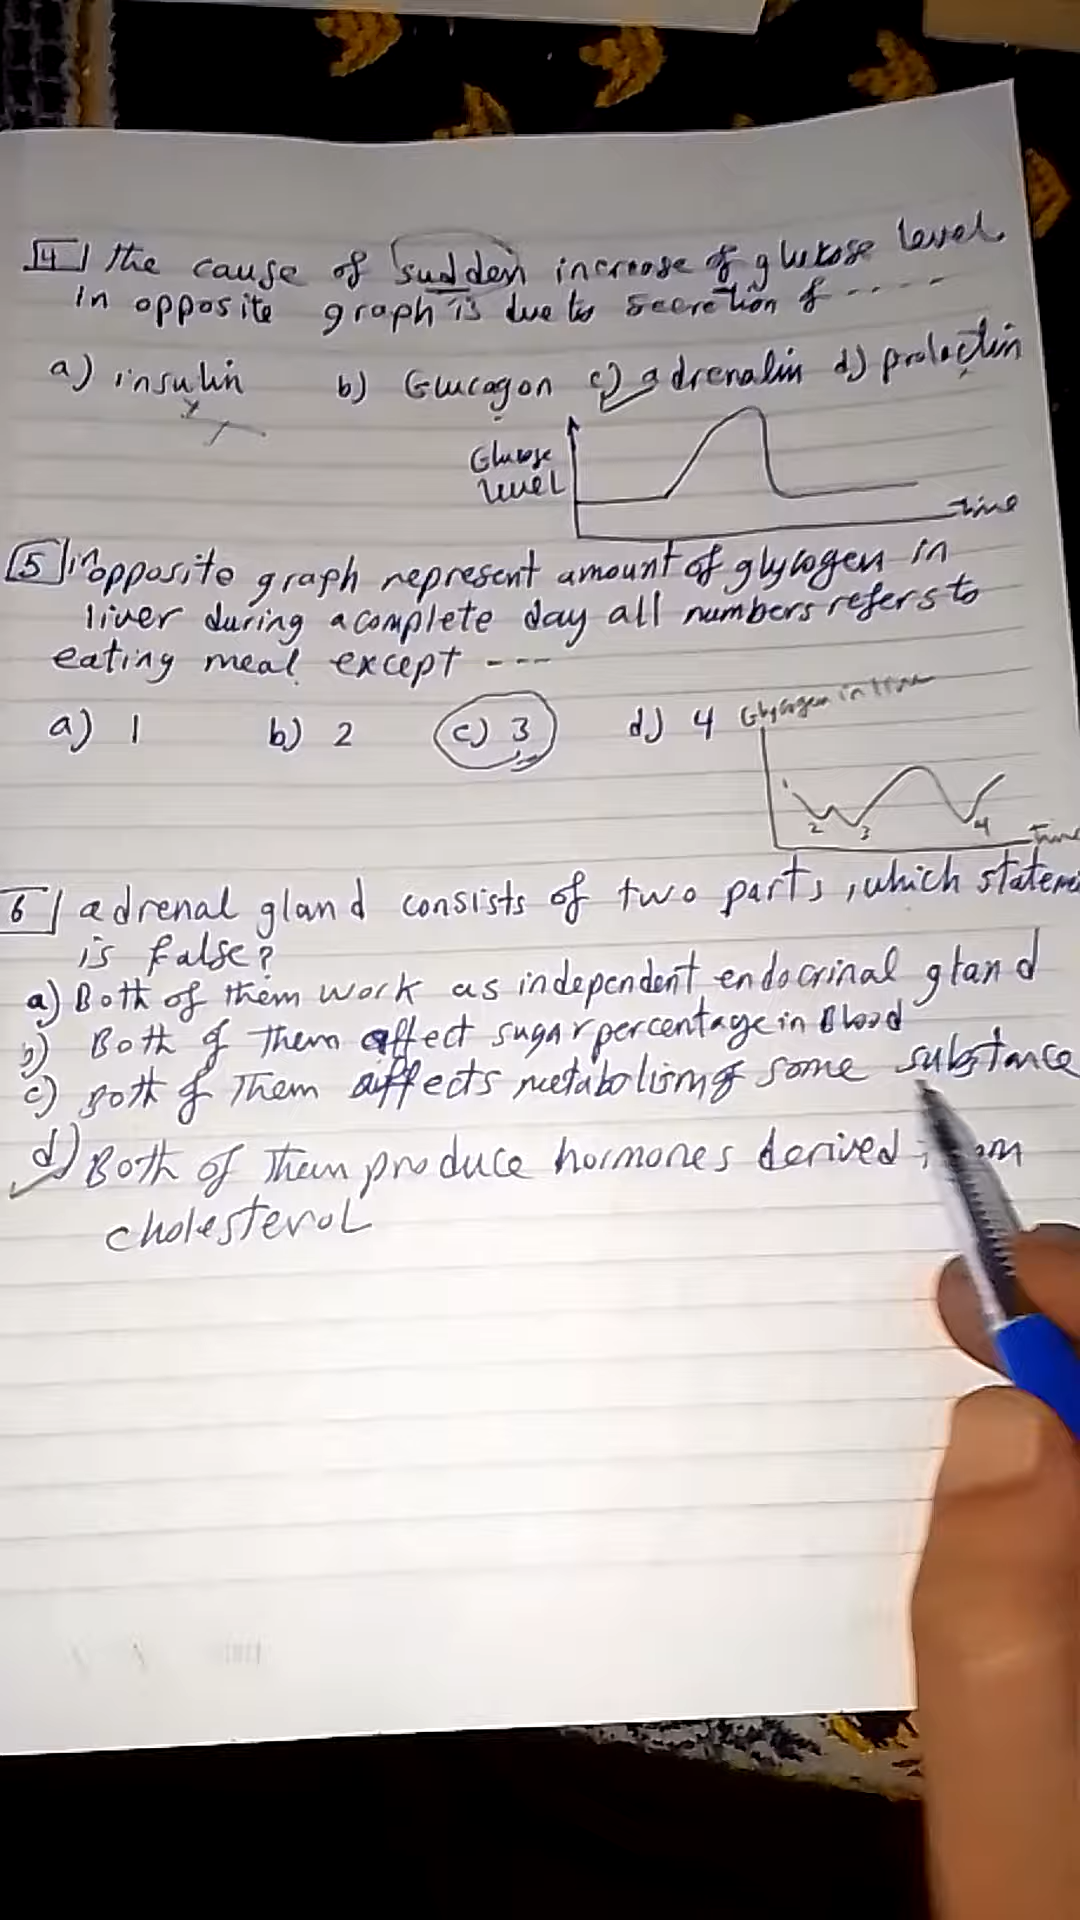 4 the cause of sudden increase of glukose level
in opposite graph is due to secretion of -----
a) insulin b) Glucagon c) adrenalin d) prolactin
Glucose
level
time
5 in opposite graph represent amount of glycogen in
liver during a complete day all numbers refers to
eating meal except ---
a) 1 b) 2 c) 3 d) 4
Glycogen in
1 2 3 4
Time
6 adrenal gland consists of two parts, which statem
is false?
a) Both of them work as independent endocrinal gland
b) Both of them affect sugar percentage in Blood
c) Both of them affects metabolism of some substance
d) Both of them produce hormones derived
cholesterol